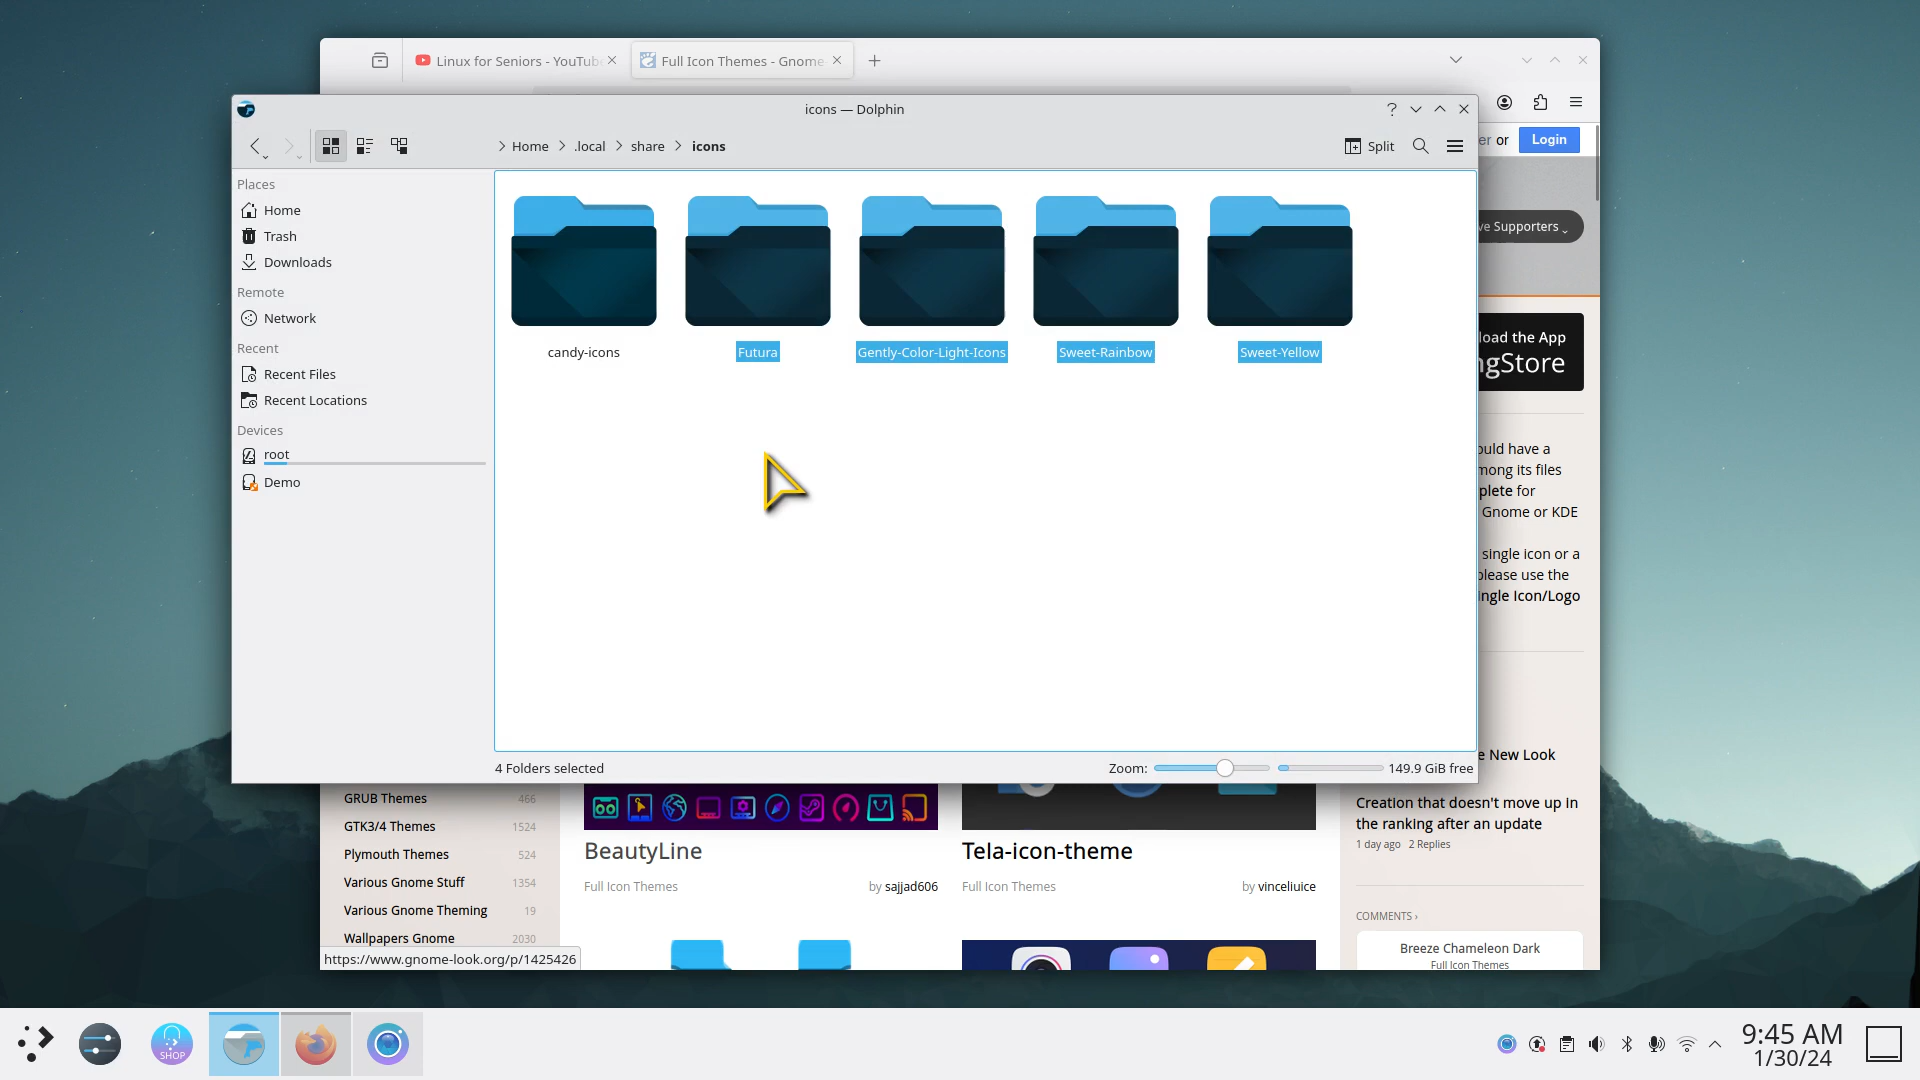 Linux for Seniors - YouTub
Full Icon Themes - Gnome
icons — Dolphin
Home
.local
share
icons
Split
er or
Login
Places
Home
Trash
Downloads
Remote
Network
Recent
Recent Files
Recent Locations
Devices
root
Demo
candy-icons
Futura
Gently-Color-Light-Icons
Sweet-Rainbow
Sweet-Yellow
4 Folders selected
Zoom:
149.9 GiB free
ve Supporters
load the App
ngStore
ould have a
mong its files
plete for
Gnome or KDE
single icon or a
please use the
ingle Icon/Logo
e New Look
Creation that doesn't move up in
the ranking after an update
1 day ago 2 Replies
COMMENTS ›
Breeze Chameleon Dark
Full Icon Themes
GRUB Themes 466
GTK3/4 Themes 1524
Plymouth Themes 524
Various Gnome Stuff 1354
Various Gnome Theming 19
Wallpapers Gnome 2030
BeautyLine
Full Icon Themes
by sajjad606
Tela-icon-theme
Full Icon Themes
by vinceliuice
https://www.gnome-look.org/p/1425426
SHOP
9:45 AM
1/30/24